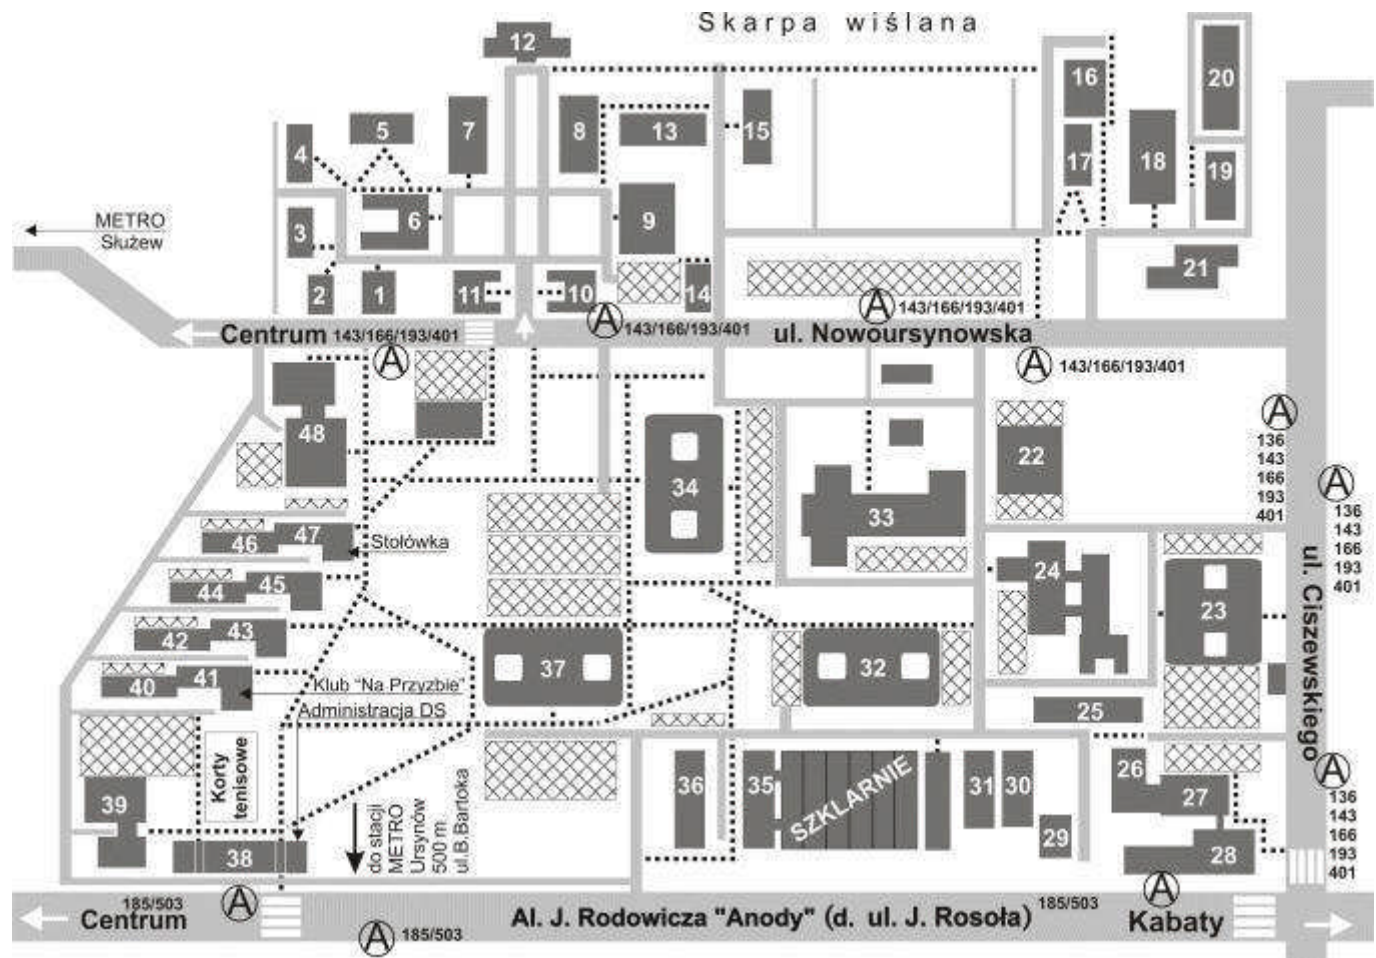 Skarpa wiślana
12
16
20
4
5
7
8
13
15
17
18
19
METRO
Służew
3
6
9
21
2
1
11
10
14
A
143/166/193/401
A
143/166/193/401
Centrum
143/166/193/401
ul. Nowoursynowska
A
A
143/166/193/401
48
34
33
22
A
136
143
166
193
401
A
136
143
166
193
401
ul. Ciszewskiego
47
46
Stołówka
45
44
43
42
24
23
41
40
Klub "Na Przyzbie"
Administracja DS
37
32
25
Korty
tenisowe
39
38
do stacji
METRO
Ursynów
500 m.
ul.B.Bartoka
36
35
SZKLARNIE
31
30
29
26
27
28
A
136
143
166
193
401
185/503
Centrum
A
A
185/503
Al. J. Rodowicza "Anody" (d. ul. J. Rosoła)
185/503
A
Kabaty